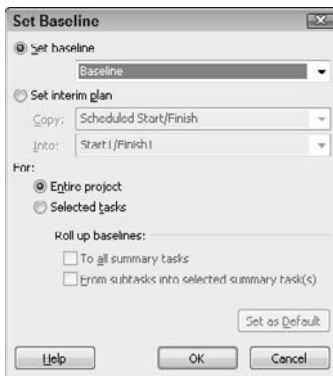 Set Baseline
Set baseline
Baseline
Set interim plan
Copy: Scheduled Start/Finish
Into: Start1/Finish1
For:
Entire project
Selected tasks
Roll up baselines:
To all summary tasks
From subtasks into selected summary task(s)
Set as Default
Help OK Cancel